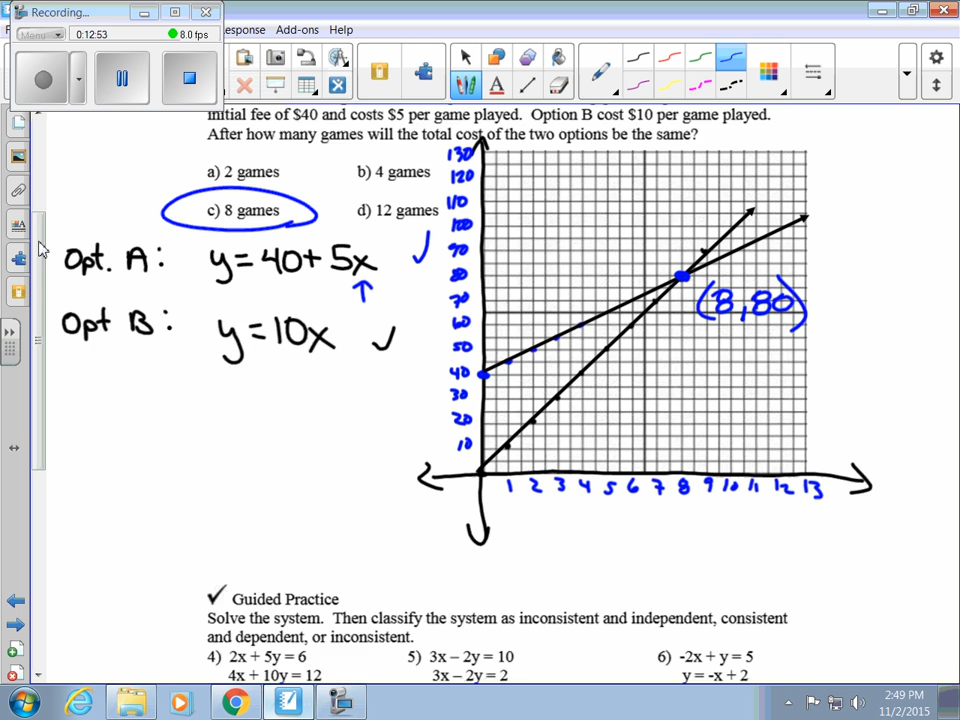 Recording...
Menu
0:12:53
8.0 fps
Response Add-ons Help
initial fee of $40 and costs $5 per game played. Option B cost $10 per game played.
After how many games will the total cost of the two options be the same?
a) 2 games b) 4 games
c) 8 games d) 12 games
Opt. A: y=40+5x
Opt B: y=10x
130
120
110
100
90
80
70
60
50
40
30
20
10
(8,80)
1 2 3 4 5 6 7 8 9 10 11 12 13
Guided Practice
Solve the system. Then classify the system as inconsistent and independent, consistent
and dependent, or inconsistent.
4) 2x + 5y = 6 5) 3x – 2y = 10 6) -2x + y = 5
4x + 10y = 12 3x – 2y = 2 y = -x + 2
2:49 PM
11/2/2015